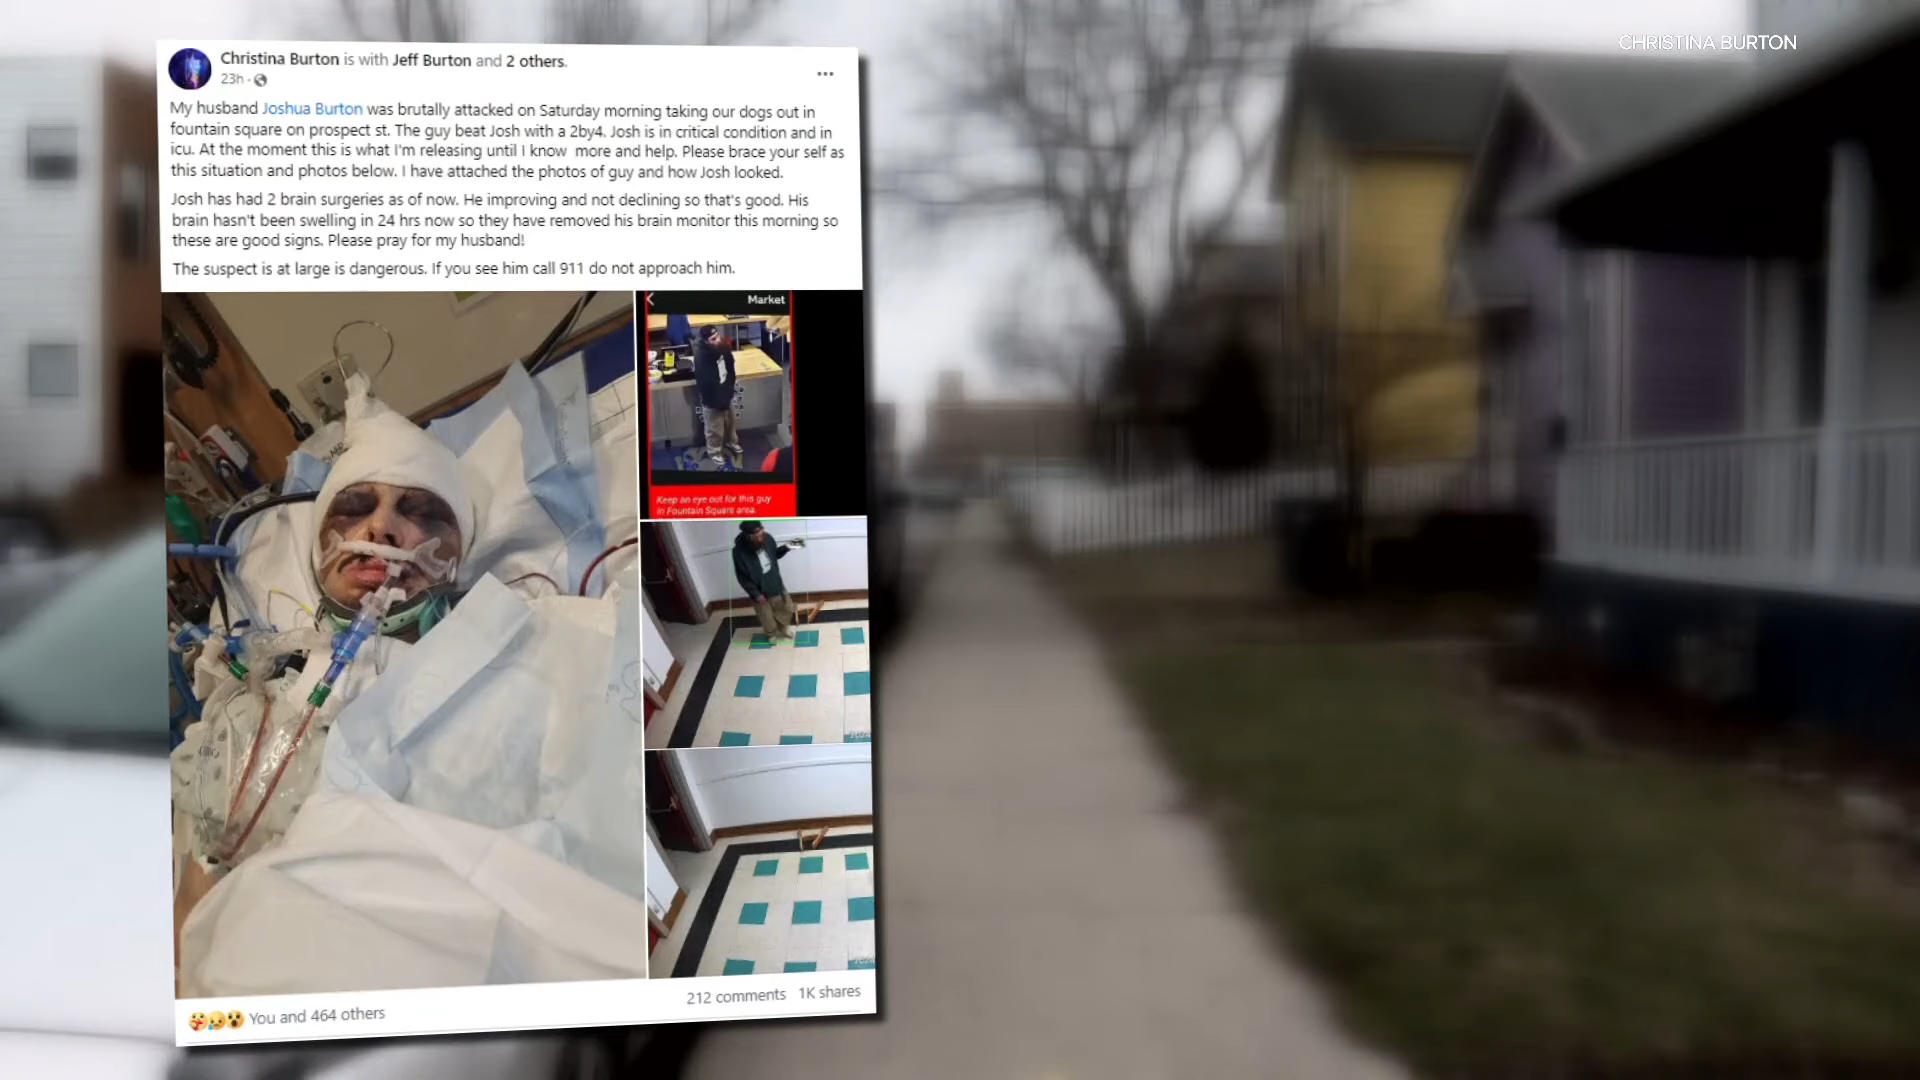 CHRISTINA BURTON
Christina Burton is with Jeff Burton and 2 others.
23h ·
My husband Joshua Burton was brutally attacked on Saturday morning taking our dogs out in
fountain square on prospect st. The guy beat Josh with a 2by4. Josh is in critical condition and in
icu. At the moment this is what I'm releasing until I know more and help. Please brace your self as
this situation and photos below. I have attached the photos of guy and how Josh looked.
Josh has had 2 brain surgeries as of now. He improving and not declining so that's good. His
brain hasn't been swelling in 24 hrs now so they have removed his brain monitor this morning so
these are good signs. Please pray for my husband!
The suspect is at large is dangerous. If you see him call 911 do not approach him.
Market
Keep an eye out for this guy
in Fountain Square area.
You and 464 others
212 comments 1K shares